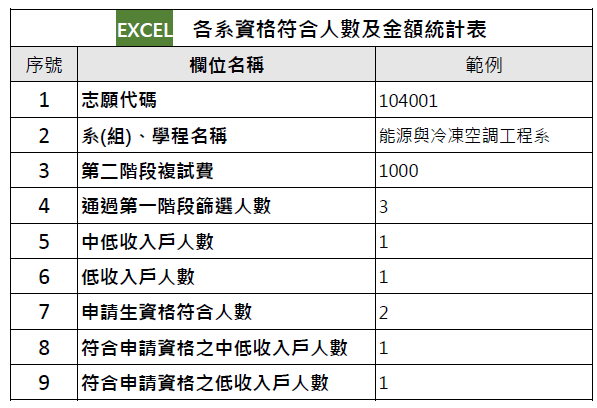 EXCEL 各系資格符合人數及金額統計表
序號 欄位名稱 範例
1 志願代碼 104001
2 系(組)、學程名稱 能源與冷凍空調工程系
3 第二階段複試費 1000
4 通過第一階段篩選人數 3
5 中低收入戶人數 1
6 低收入戶人數 1
7 申請生資格符合人數 2
8 符合申請資格之中低收入戶人數 1
9 符合申請資格之低收入戶人數 1